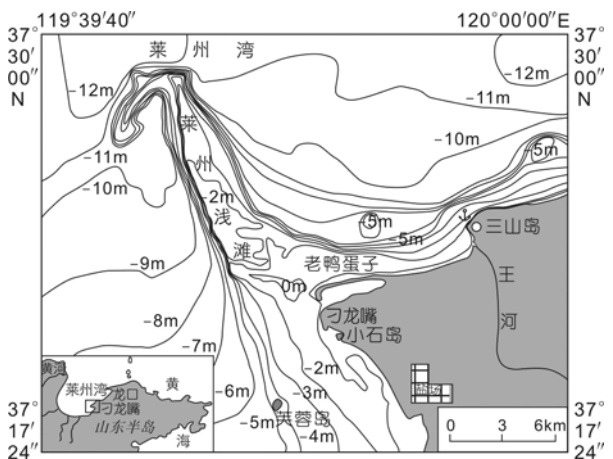 119°39′40″
120°00′00″E
37°
30′
00″
N
37°
30′
00″
N
莱州湾
-12m
-12m
-11m
-10m
-5m
-11m
-10m
莱
州
浅
滩
-2m
-5m
-5m
三山岛
老鸭蛋子
王
河
-9m
0m
刁龙嘴
小石岛
-8m
-7m
-2m
-6m
-3m
盐场
-5m
芙蓉岛
-4m
黄河
莱州湾
龙口
刁龙嘴
山东半岛
黄
海
0 3 6km
37°
17′
24″
37°
17′
24″